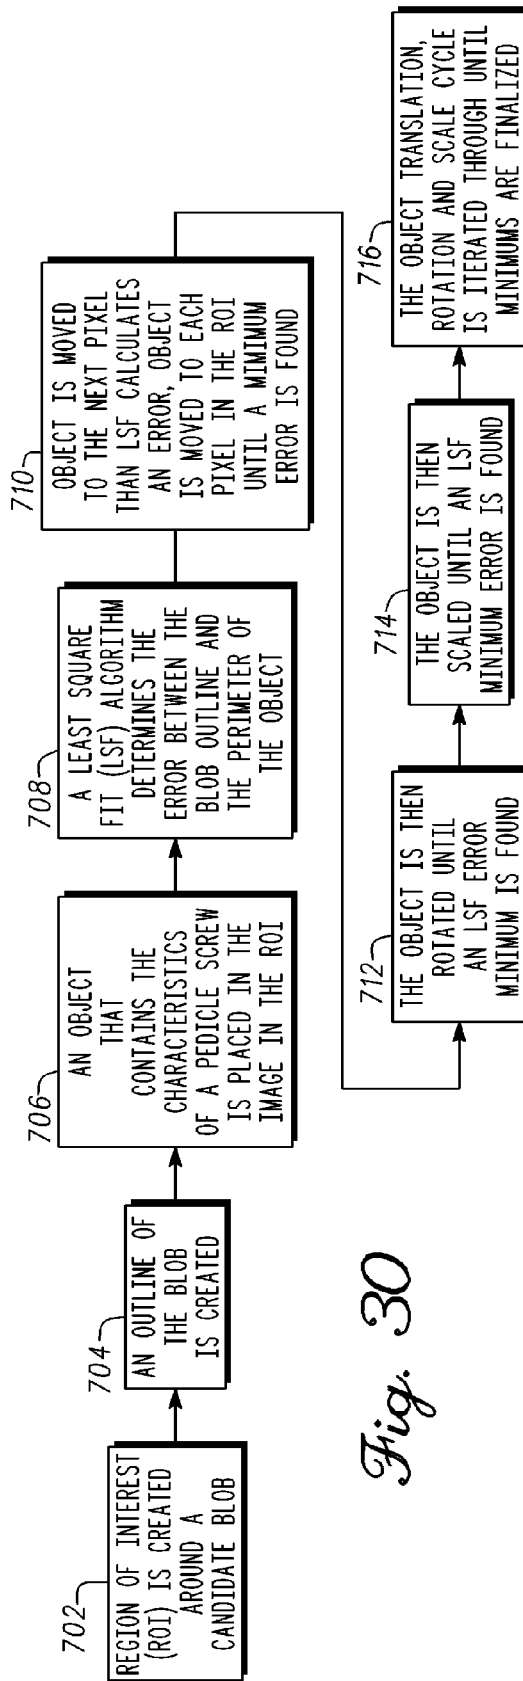 702
REGION OF INTEREST
(ROI) IS CREATED
AROUND A
CANDIDATE BLOB
704
AN OUTLINE OF
THE BLOB
IS CREATED
706
AN OBJECT
THAT
CONTAINS THE
CHARACTERISTICS
OF A PEDICLE SCREW
IS PLACED IN THE
IMAGE IN THE ROI
708
A LEAST SQUARE
FIT (LSF) ALGORITHM
DETERMINES THE
ERROR BETWEEN THE
BLOB OUTLINE AND
THE PERIMETER OF
THE OBJECT
710
OBJECT IS MOVED
TO THE NEXT PIXEL
THAN LSF CALCULATES
AN ERROR, OBJECT
IS MOVED TO EACH
PIXEL IN THE ROI
UNTIL A MIMIMUM
ERROR IS FOUND
712
THE OBJECT IS THEN
ROTATED UNTIL
AN LSF ERROR
MINIMUM IS FOUND
714
THE OBJECT IS THEN
SCALED UNTIL AN LSF
MINIMUM ERROR IS FOUND
716
THE OBJECT TRANSLATION,
ROTATION AND SCALE CYCLE
IS ITERATED THROUGH UNTIL
MINIMUMS ARE FINALIZED
Fig. 30